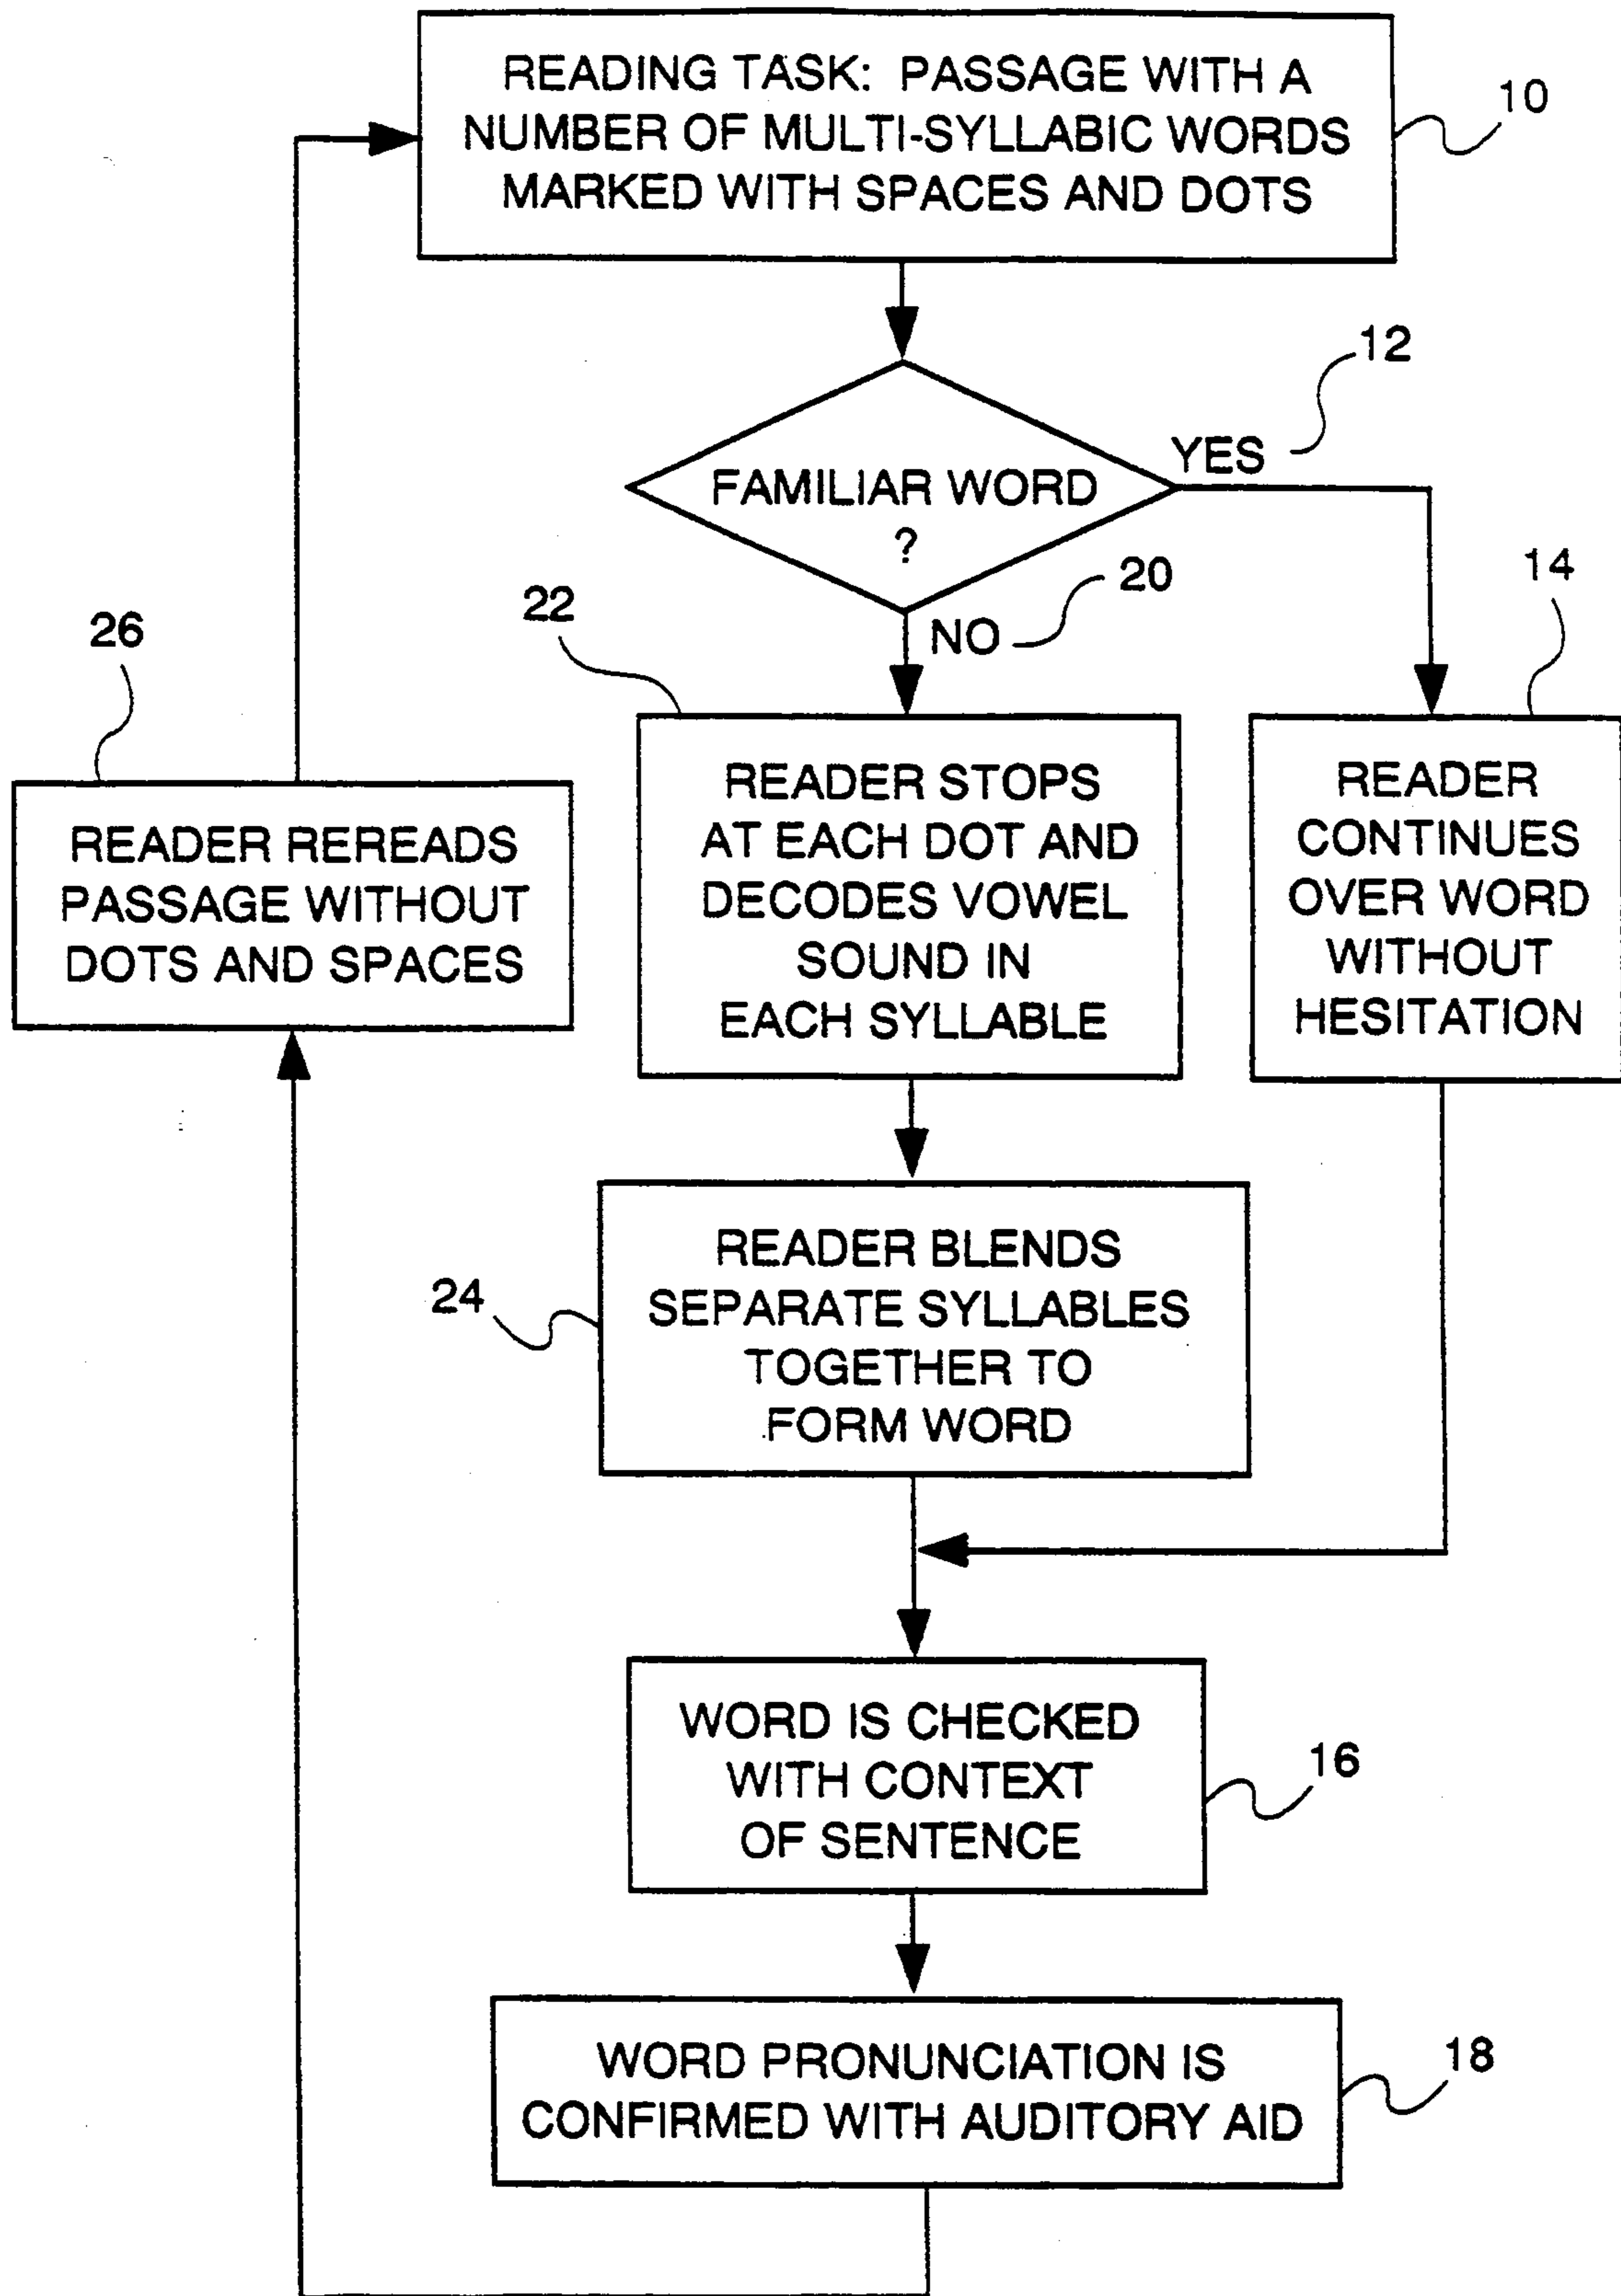 READING TASK: PASSAGE WITH A
NUMBER OF MULTI-SYLLABIC WORDS
MARKED WITH SPACES AND DOTS
10
12
YES
FAMILIAR WORD
?
20
NO
22
14
26
READER STOPS
AT EACH DOT AND
DECODES VOWEL
SOUND IN
EACH SYLLABLE
READER
CONTINUES
OVER WORD
WITHOUT
HESITATION
READER REREADS
PASSAGE WITHOUT
DOTS AND SPACES
READER BLENDS
SEPARATE SYLLABLES
TOGETHER TO
FORM WORD
24
WORD IS CHECKED
WITH CONTEXT
OF SENTENCE
16
WORD PRONUNCIATION IS
CONFIRMED WITH AUDITORY AID
18